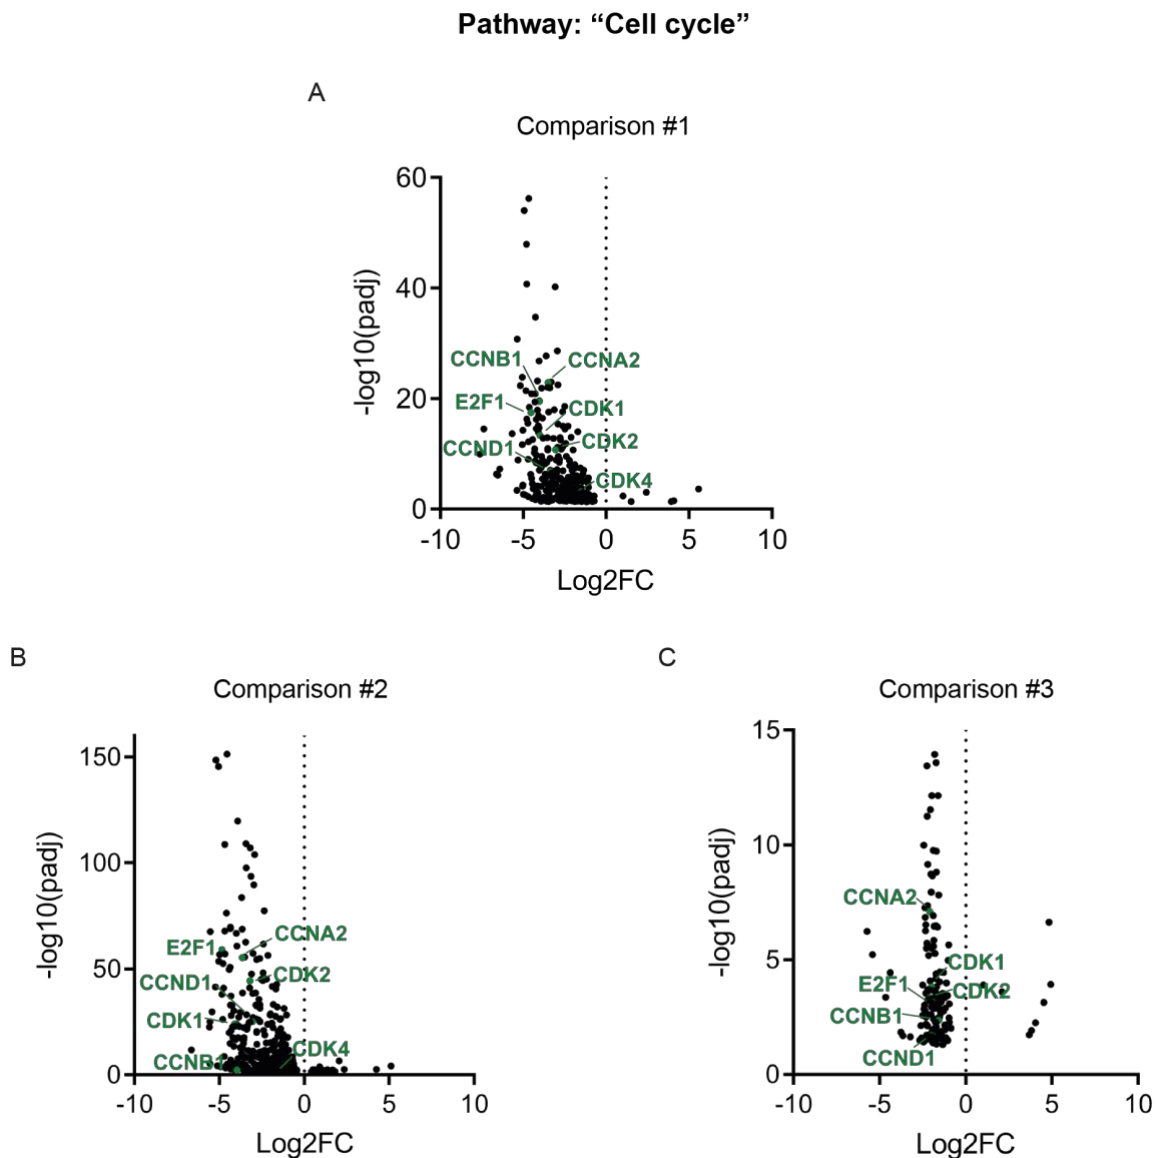 Pathway: “Cell cycle”
A
Comparison #1
60
40
20
0
-log10(padj)
CCNB1
CCNA2
E2F1
CDK1
CCND1
CDK2
CDK4
-10 -5 0 5 10
Log2FC
B
Comparison #2
150
100
50
0
-log10(padj)
E2F1
CCNA2
CCND1
CDK2
CDK1
CCNB1
CDK4
-10 -5 0 5 10
Log2FC
C
Comparison #3
15
10
5
0
-log10(padj)
CCNA2
CDK1
E2F1
CDK2
CCNB1
CCND1
-10 -5 0 5 10
Log2FC